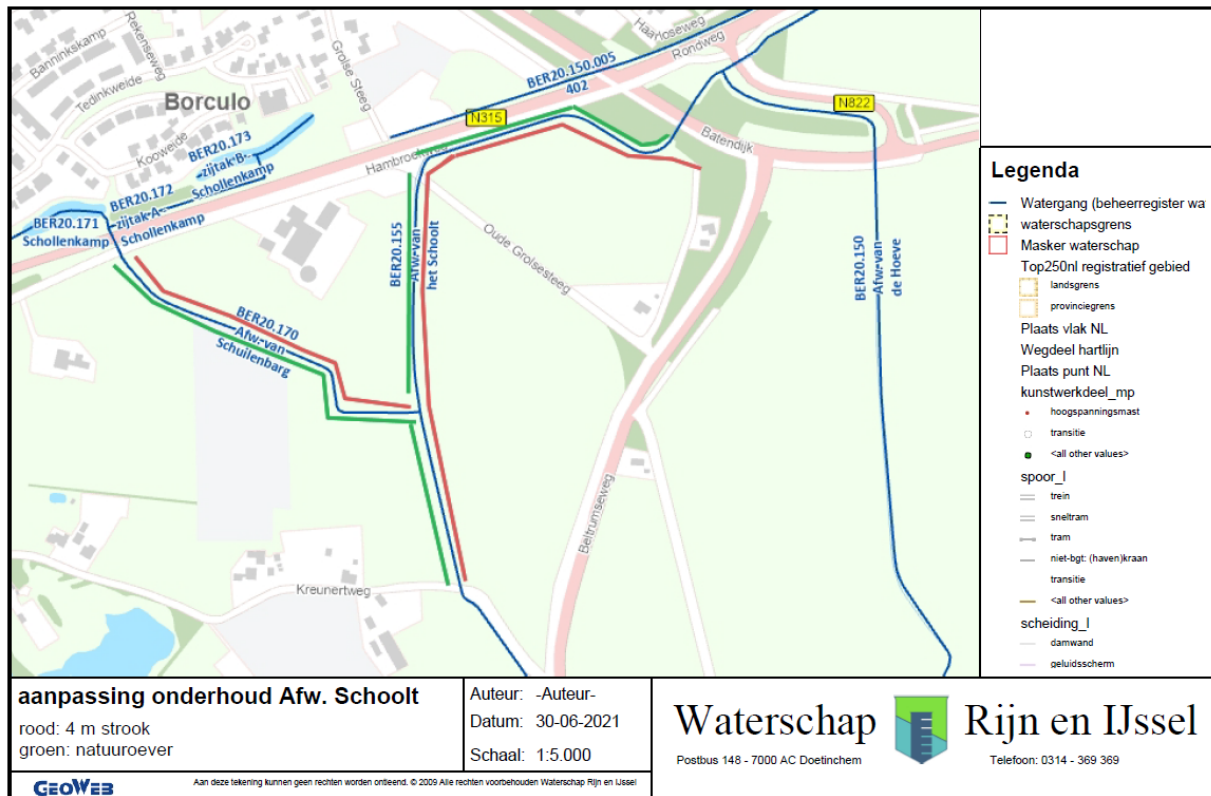 Haarloseweg
Rondweg
Rekenseweg
Banninkskamp
Grolse Steeg
BER20.150.005
402
Tedinkweide
Borculo
N315
N822
Kooweide
BER20.173
zijtak B.
Schollenkamp
Hambroekweg
Batendijk
BER20.172
zijtak A
Schollenkamp
BER20.171
Schollenkamp
BER20.155
Afw. van
het Schoolt
Oude Grolsesteeg
BER20.150
Afw. van
de Hoeve
BER20.170
Afw. van
Schuilenbarg
Beltrumseweg
Kreunertweg
Legenda
Watergang (beheerregister wa
waterschapsgrens
Masker waterschap
Top250nl registratief gebied
landsgrens
provinciegrens
Plaats vlak NL
Wegdeel hartlijn
Plaats punt NL
kunstwerkdeel_mp
hoogspanningsmast
transitie
<all other values>
spoor_l
trein
sneltram
tram
niet-bgt: (haven)kraan
transitie
<all other values>
scheiding_l
damwand
geluidsscherm
aanpassing onderhoud Afw. Schoolt
rood: 4 m strook
groen: natuuroever
Auteur: -Auteur-
Datum: 30-06-2021
Schaal: 1:5.000
Waterschap Rijn en IJssel
Postbus 148 - 7000 AC Doetinchem Telefoon: 0314 - 369 369
GEOWEB
Aan deze tekening kunnen geen rechten worden ontleend. © 2009 Alle rechten voorbehouden Waterschap Rijn en IJssel